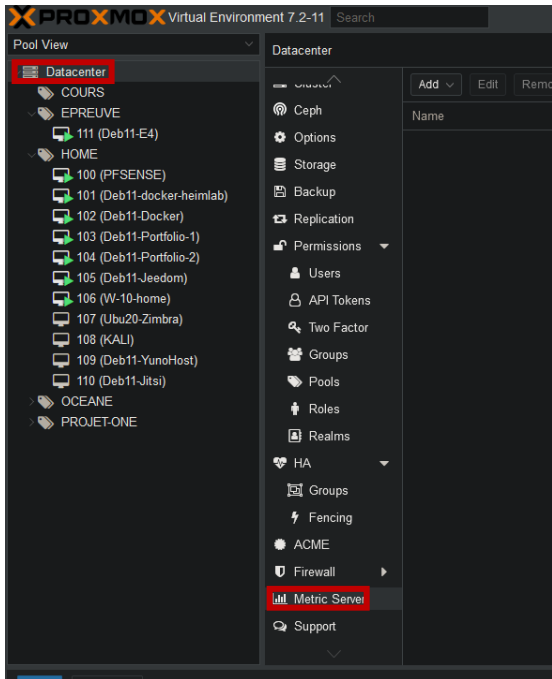 PROXMOX Virtual Environment 7.2-11 Search
Pool View
Datacenter
COURS
EPREUVE
111 (Deb11-E4)
HOME
100 (PFSENSE)
101 (Deb11-docker-heimlab)
102 (Deb11-Docker)
103 (Deb11-Portfolio-1)
104 (Deb11-Portfolio-2)
105 (Deb11-Jeedom)
106 (W-10-home)
107 (Ubu20-Zimbra)
108 (KALI)
109 (Deb11-YunoHost)
110 (Deb11-Jitsi)
OCEANE
PROJET-ONE
Datacenter
Cluster
Ceph
Options
Storage
Backup
Replication
Permissions
Users
API Tokens
Two Factor
Groups
Pools
Roles
Realms
HA
Groups
Fencing
ACME
Firewall
Metric Server
Support
Add Edit Remo
Name